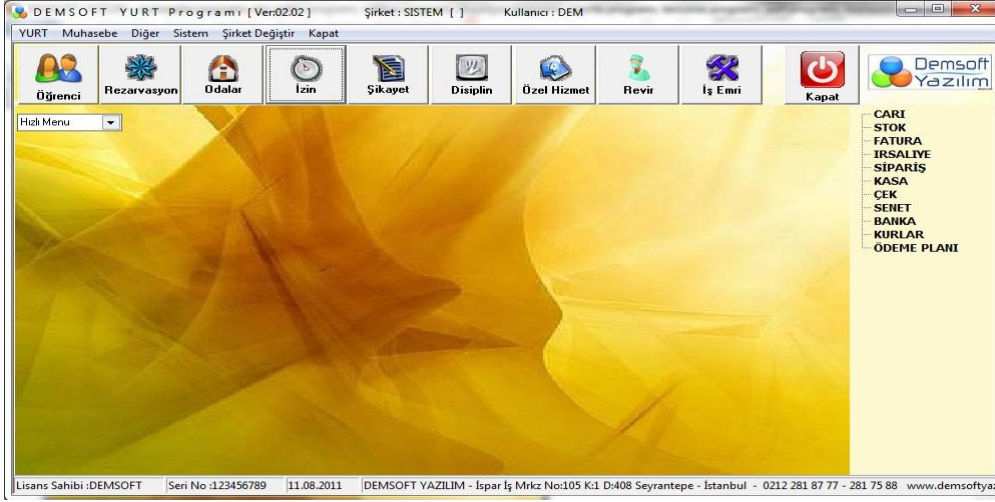 DEMSOFT YURT Programı [ Ver:02.02 ] Şirket : SISTEM [ ] Kullanıcı : DEM
YURT Muhasebe Diğer Sistem Şirket Değiştir Kapat
Öğrenci Rezarvasyon Odalar İzin Şikayet Disiplin Özel Hizmet Revir İş Emri Kapat
Demsoft
Yazılım
Hızlı Menu
CARI
STOK
FATURA
IRSALIYE
SİPARİŞ
KASA
ÇEK
SENET
BANKA
KURLAR
ÖDEME PLANI
Lisans Sahibi :DEMSOFT Seri No :123456789 11.08.2011 DEMSOFT YAZILIM - İspar İş Mrkz No:105 K:1 D:408 Seyrantepe - İstanbul - 0212 281 87 77 - 281 75 88 www.demsoftya